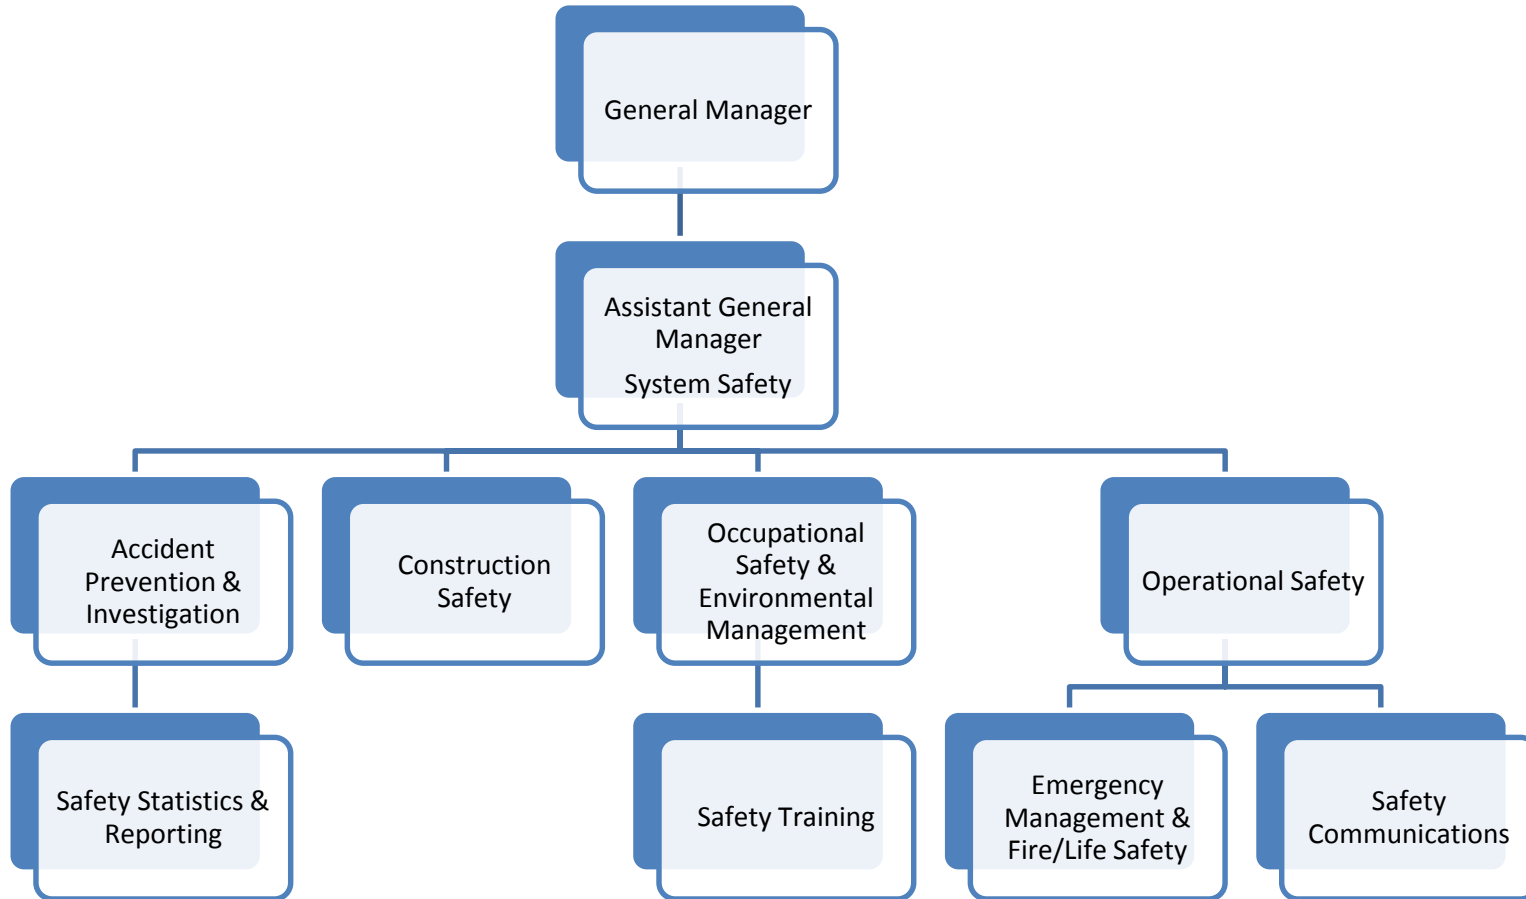 General Manager
Assistant General
Manager
System Safety
Accident
Prevention &
Investigation
Construction
Safety
Occupational
Safety &
Environmental
Management
Operational Safety
Safety Statistics &
Reporting
Safety Training
Emergency
Management &
Fire/Life Safety
Safety
Communications